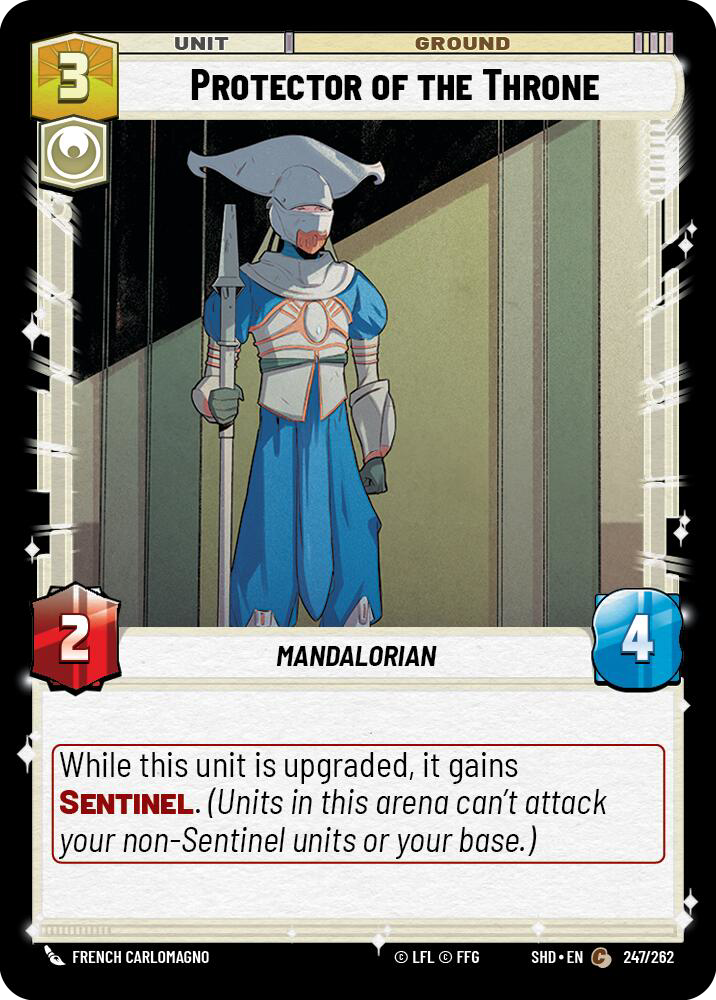 UNIT
GROUND
3
PROTECTOR OF THE THRONE
2
MANDALORIAN
4
While this unit is upgraded, it gains
SENTINEL. (Units in this arena can't attack
your non-Sentinel units or your base.)
FRENCH CARLOMAGNO
© LFL © FFG
SHD • EN C 247/262